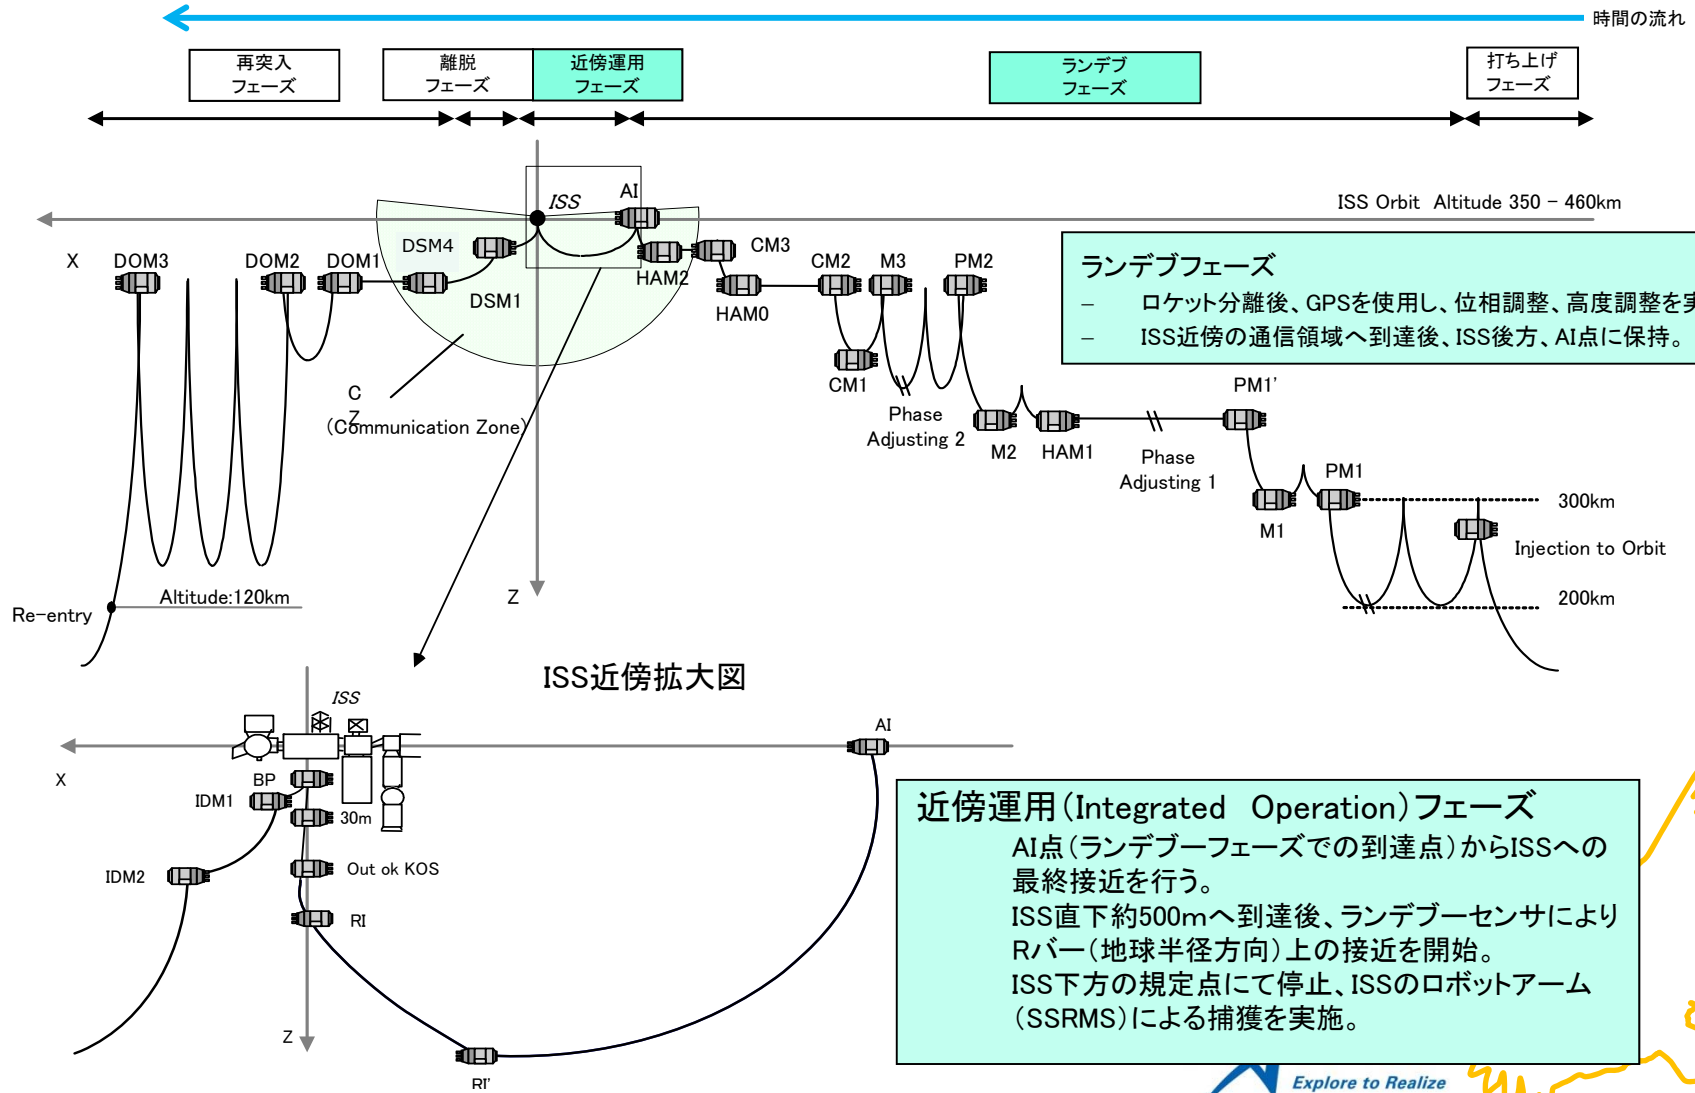 時間の流れ
再突入
フェーズ
離脱
フェーズ
近傍運用
フェーズ
ランデブ
フェーズ
打ち上げ
フェーズ
ISS
AI
ISS Orbit Altitude 350 - 460km
X
DOM3
DOM2
DOM1
DSM4
DSM1
HAM2
CM3
HAM0
CM2
M3
PM2
CM1
ランデブフェーズ
－ ロケット分離後、GPSを使用し、位相調整、高度調整を実
－ ISS近傍の通信領域へ到達後、ISS後方、AI点に保持。
C
Z
(Communication Zone)
Phase
Adjusting 2
M2
HAM1
Phase
Adjusting 1
PM1'
M1
PM1
300km
Injection to Orbit
200km
Z
Altitude:120km
Re-entry
ISS近傍拡大図
ISS
AI
X
BP
IDM1
30m
IDM2
Out ok KOS
RI
Z
RI'
近傍運用(Integrated Operation)フェーズ
AI点(ランデブーフェーズでの到達点)からISSへの
最終接近を行う。
ISS直下約500mへ到達後、ランデブーセンサにより
Rバー(地球半径方向)上の接近を開始。
ISS下方の規定点にて停止、ISSのロボットアーム
(SSRMS)による捕獲を実施。
Explore to Realize